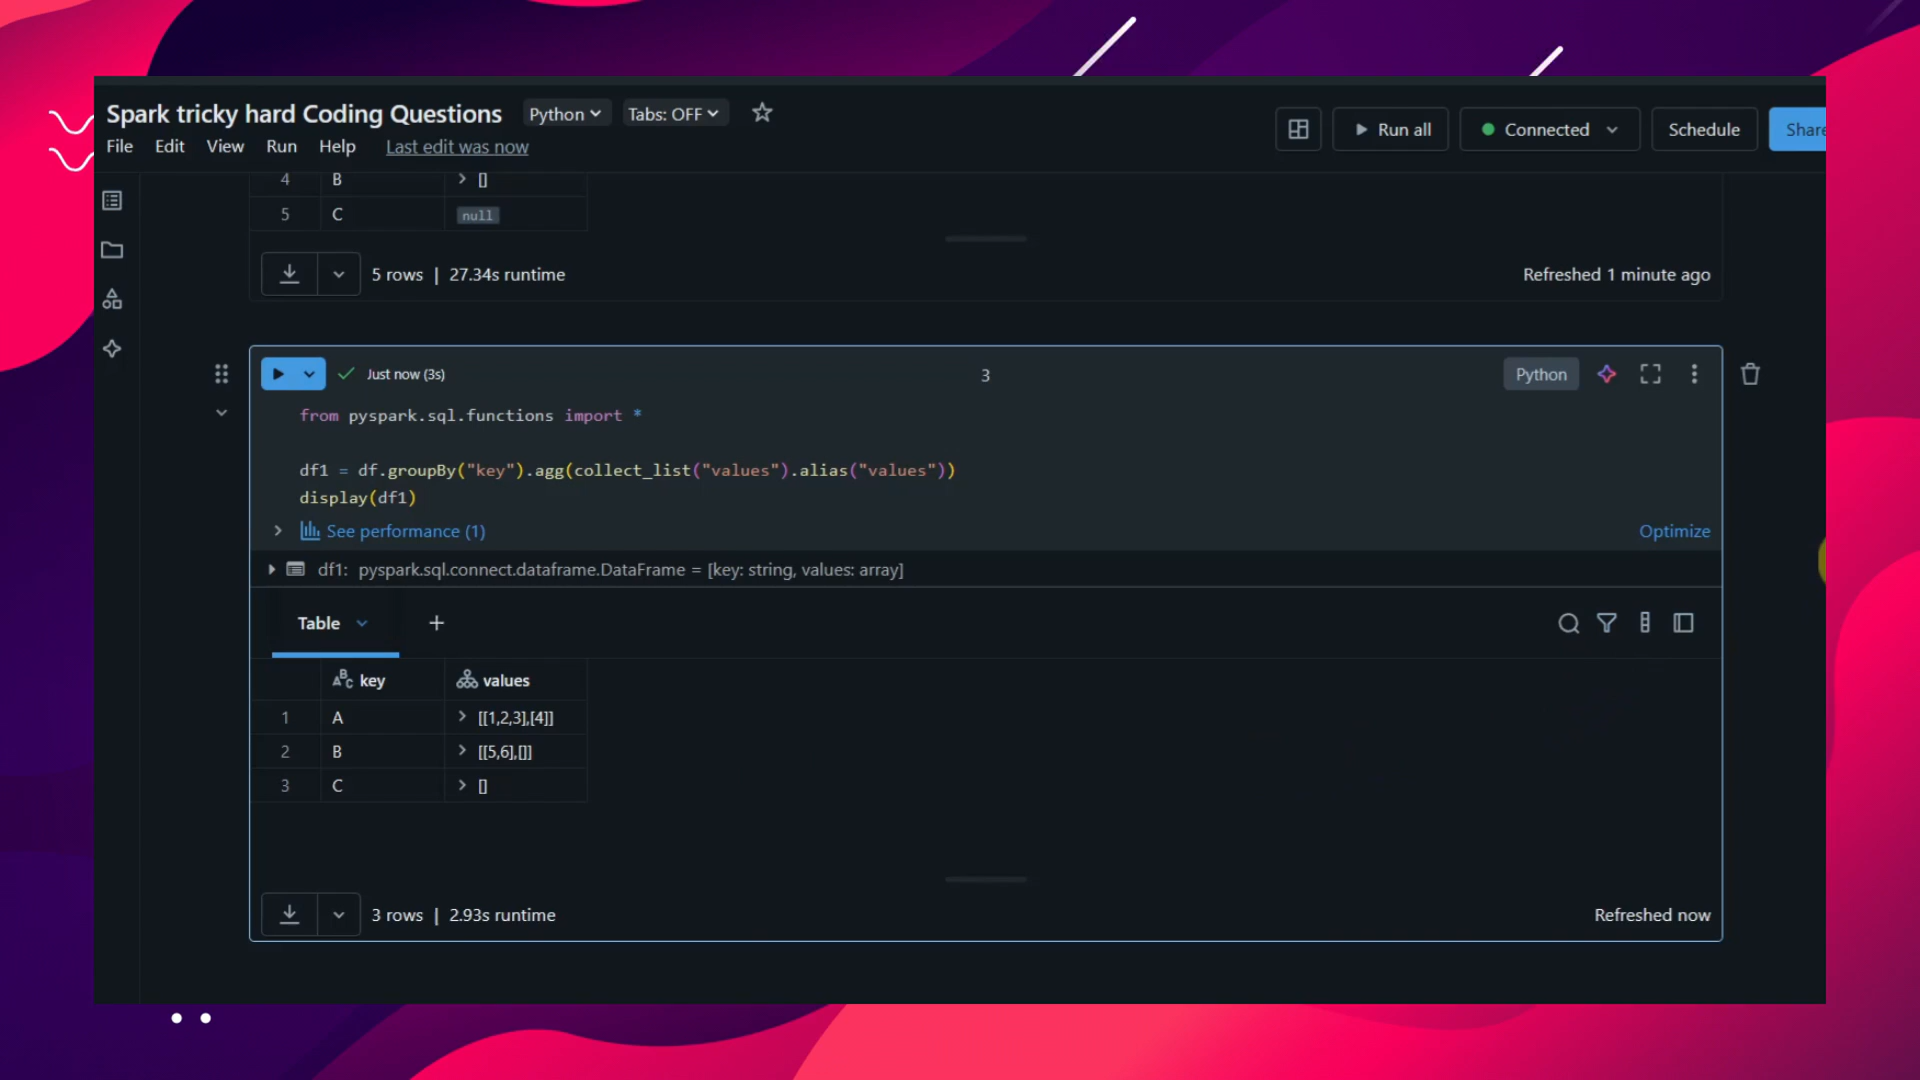 Spark tricky hard Coding Questions Python Tabs: OFF
File Edit View Run Help Last edit was now
Run all Connected Schedule Share
4 B []
5 C null
5 rows | 27.34s runtime Refreshed 1 minute ago
Just now (3s) 3 Python
from pyspark.sql.functions import *
df1 = df.groupBy("key").agg(collect_list("values").alias("values"))
display(df1)
See performance (1) Optimize
df1: pyspark.sql.connect.dataframe.DataFrame = [key: string, values: array]
Table +
key values
1 A [[1,2,3],[4]]
2 B [[5,6],[]]
3 C []
3 rows | 2.93s runtime Refreshed now